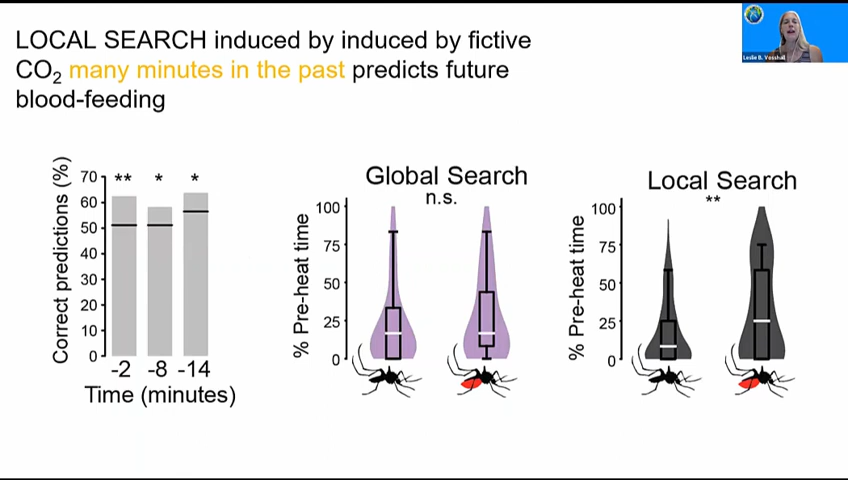 LOCAL SEARCH induced by induced by fictive
CO₂ many minutes in the past predicts future
blood-feeding
Leslie B. Vosshall
Correct predictions (%)
70
60
50
40
30
20
10
0
**
*
*
-2
-8
-14
Time (minutes)
Global Search
n.s.
% Pre-heat time
100
75
50
25
0
Local Search
**
% Pre-heat time
100
75
50
25
0